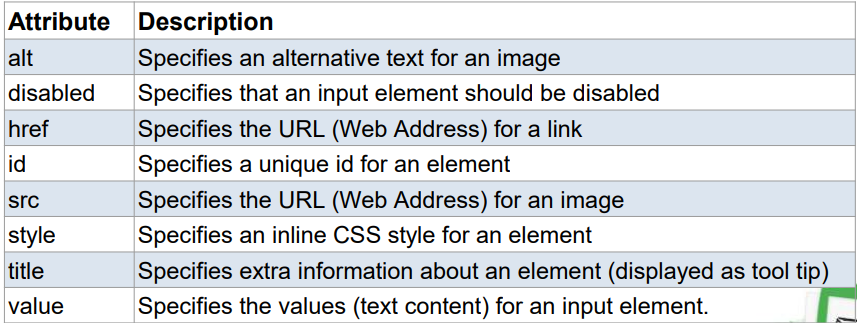 Attribute Description
alt Specifies an alternative text for an image
disabled Specifies that an input element should be disabled
href Specifies the URL (Web Address) for a link
id Specifies a unique id for an element
src Specifies the URL (Web Address) for an image
style Specifies an inline CSS style for an element
title Specifies extra information about an element (displayed as tool tip)
value Specifies the values (text content) for an input element.